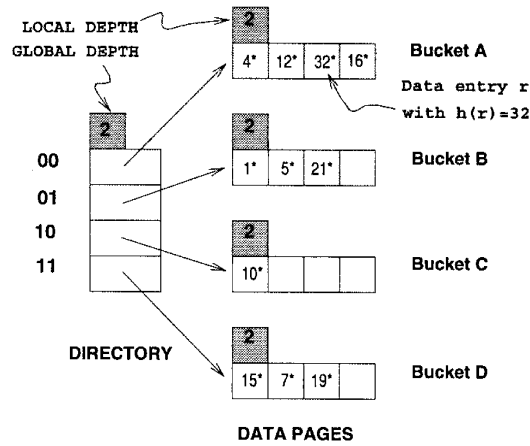 LOCAL DEPTH
GLOBAL DEPTH
2
00
01
10
11
DIRECTORY
2
4* 12* 32* 16*
Bucket A
Data entry r
with h(r)=32
2
1* 5* 21*
Bucket B
2
10*
Bucket C
2
15* 7* 19*
Bucket D
DATA PAGES